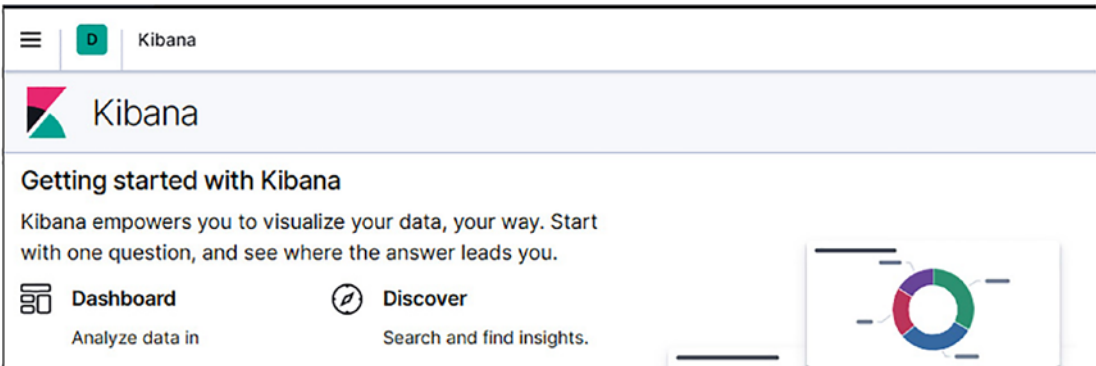 D Kibana
Kibana
Getting started with Kibana
Kibana empowers you to visualize your data, your way. Start
with one question, and see where the answer leads you.
Dashboard Discover
Analyze data in Search and find insights.